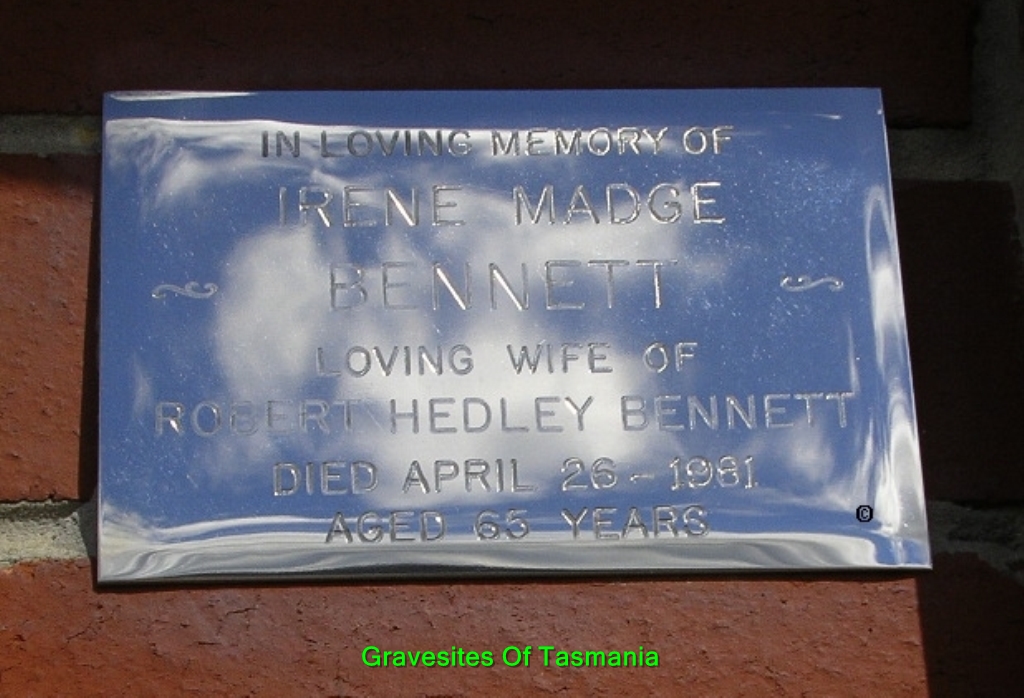 IN LOVING MEMORY OF
IRENE MADGE
BENNETT
LOVING WIFE OF
ROBERT HEDLEY BENNETT
DIED APRIL 26 - 1981.
AGED 65 YEARS
©
Gravesites Of Tasmania